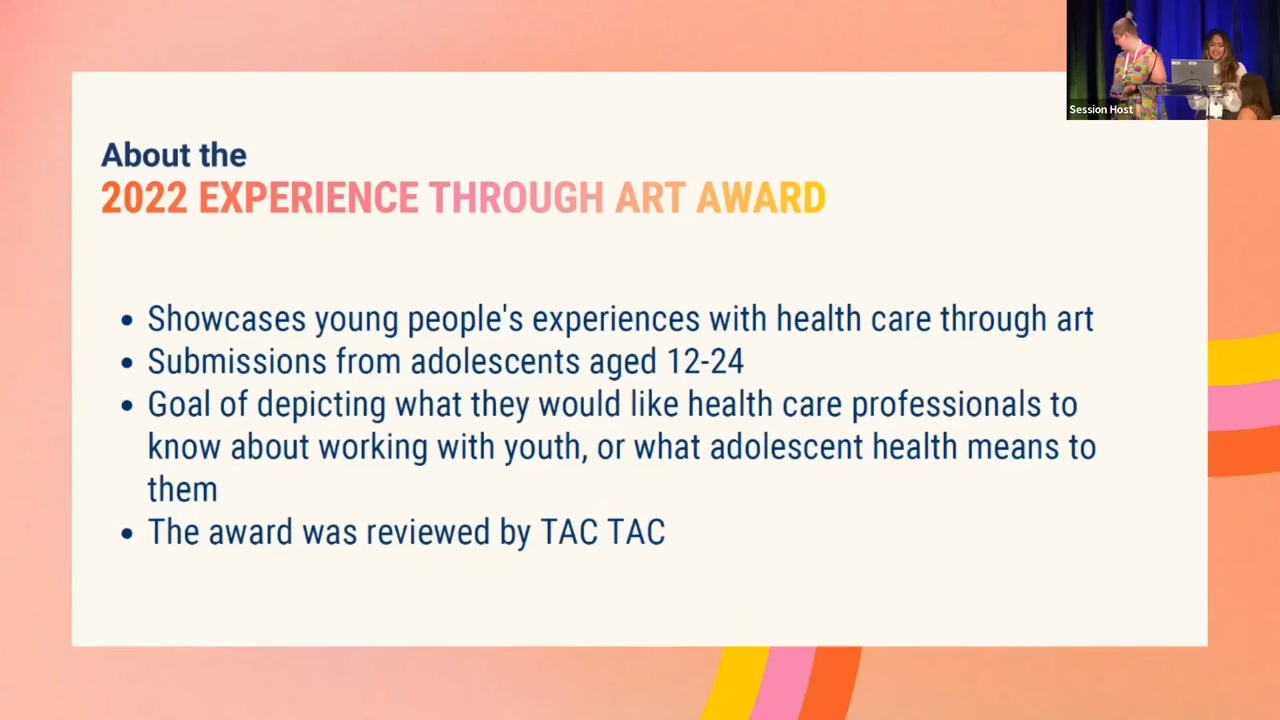 Session Host
About the
2022 EXPERIENCE THROUGH ART AWARD
• Showcases young people's experiences with health care through art
• Submissions from adolescents aged 12-24
• Goal of depicting what they would like health care professionals to
know about working with youth, or what adolescent health means to
them
• The award was reviewed by TAC TAC